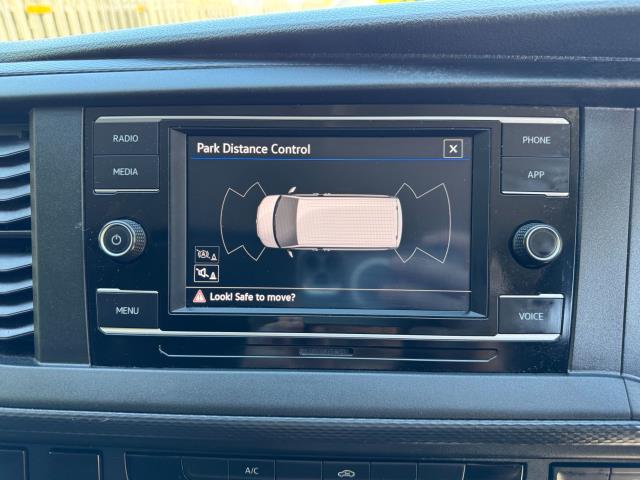 RADIO
MEDIA
MENU
Park Distance Control
X
Look! Safe to move?
PHONE
APP
VOICE
A/C